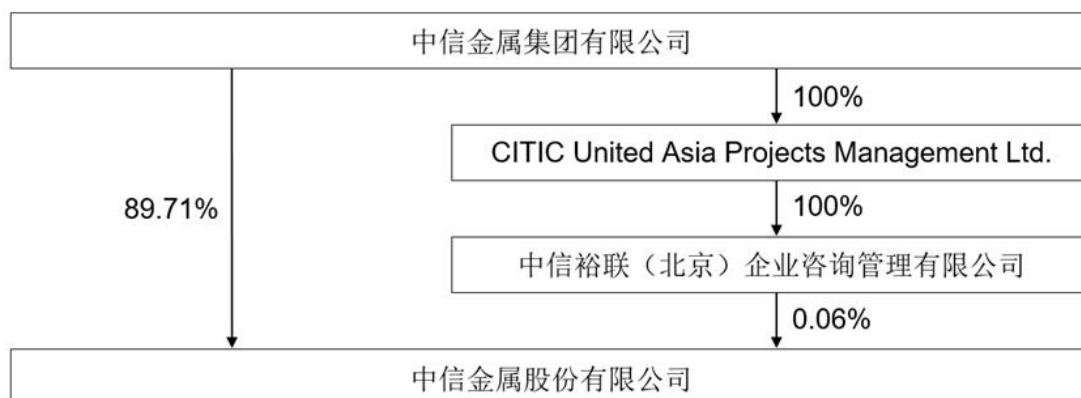 中信金属集团有限公司
100%
CITIC United Asia Projects Management Ltd.
89.71%
100%
中信裕联（北京）企业咨询管理有限公司
0.06%
中信金属股份有限公司